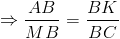 ⇒ AB/MB = BK/BC